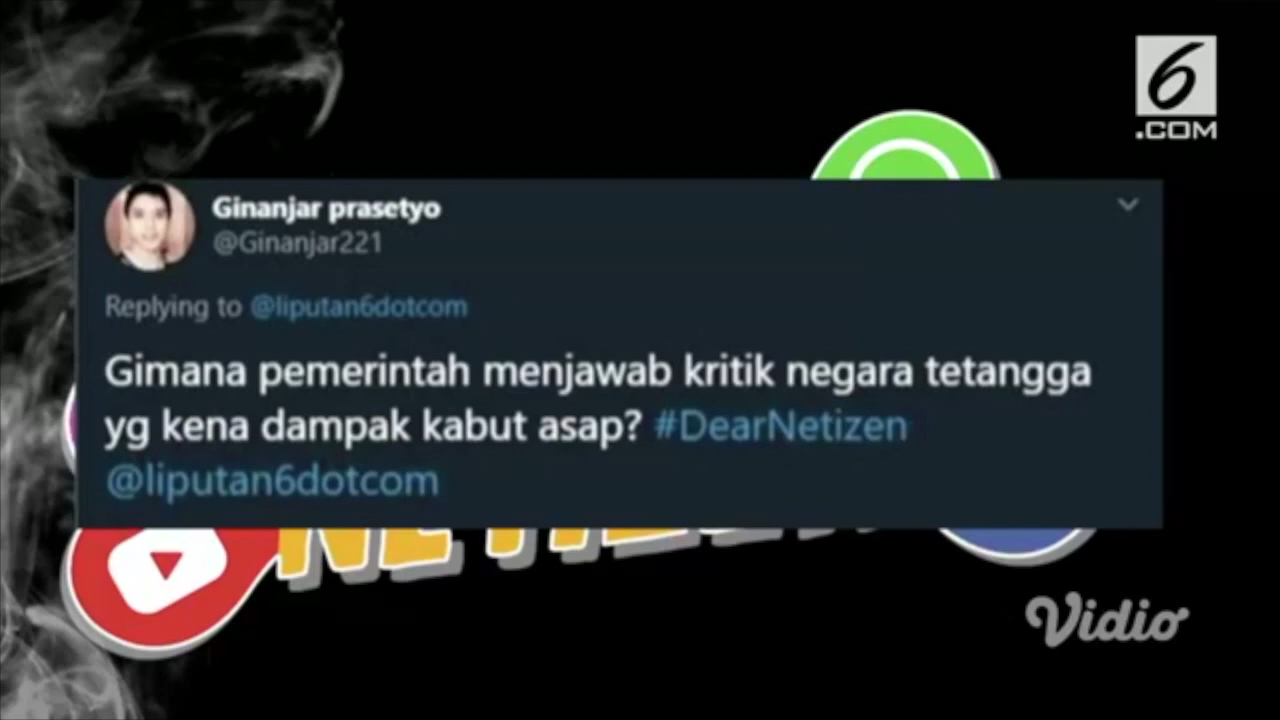 6
.COM
Ginanjar prasetyo
@Ginanjar221
Replying to @liputan6dotcom
Gimana pemerintah menjawab kritik negara tetangga
yg kena dampak kabut asap? #DearNetizen
@liputan6dotcom
Vidio